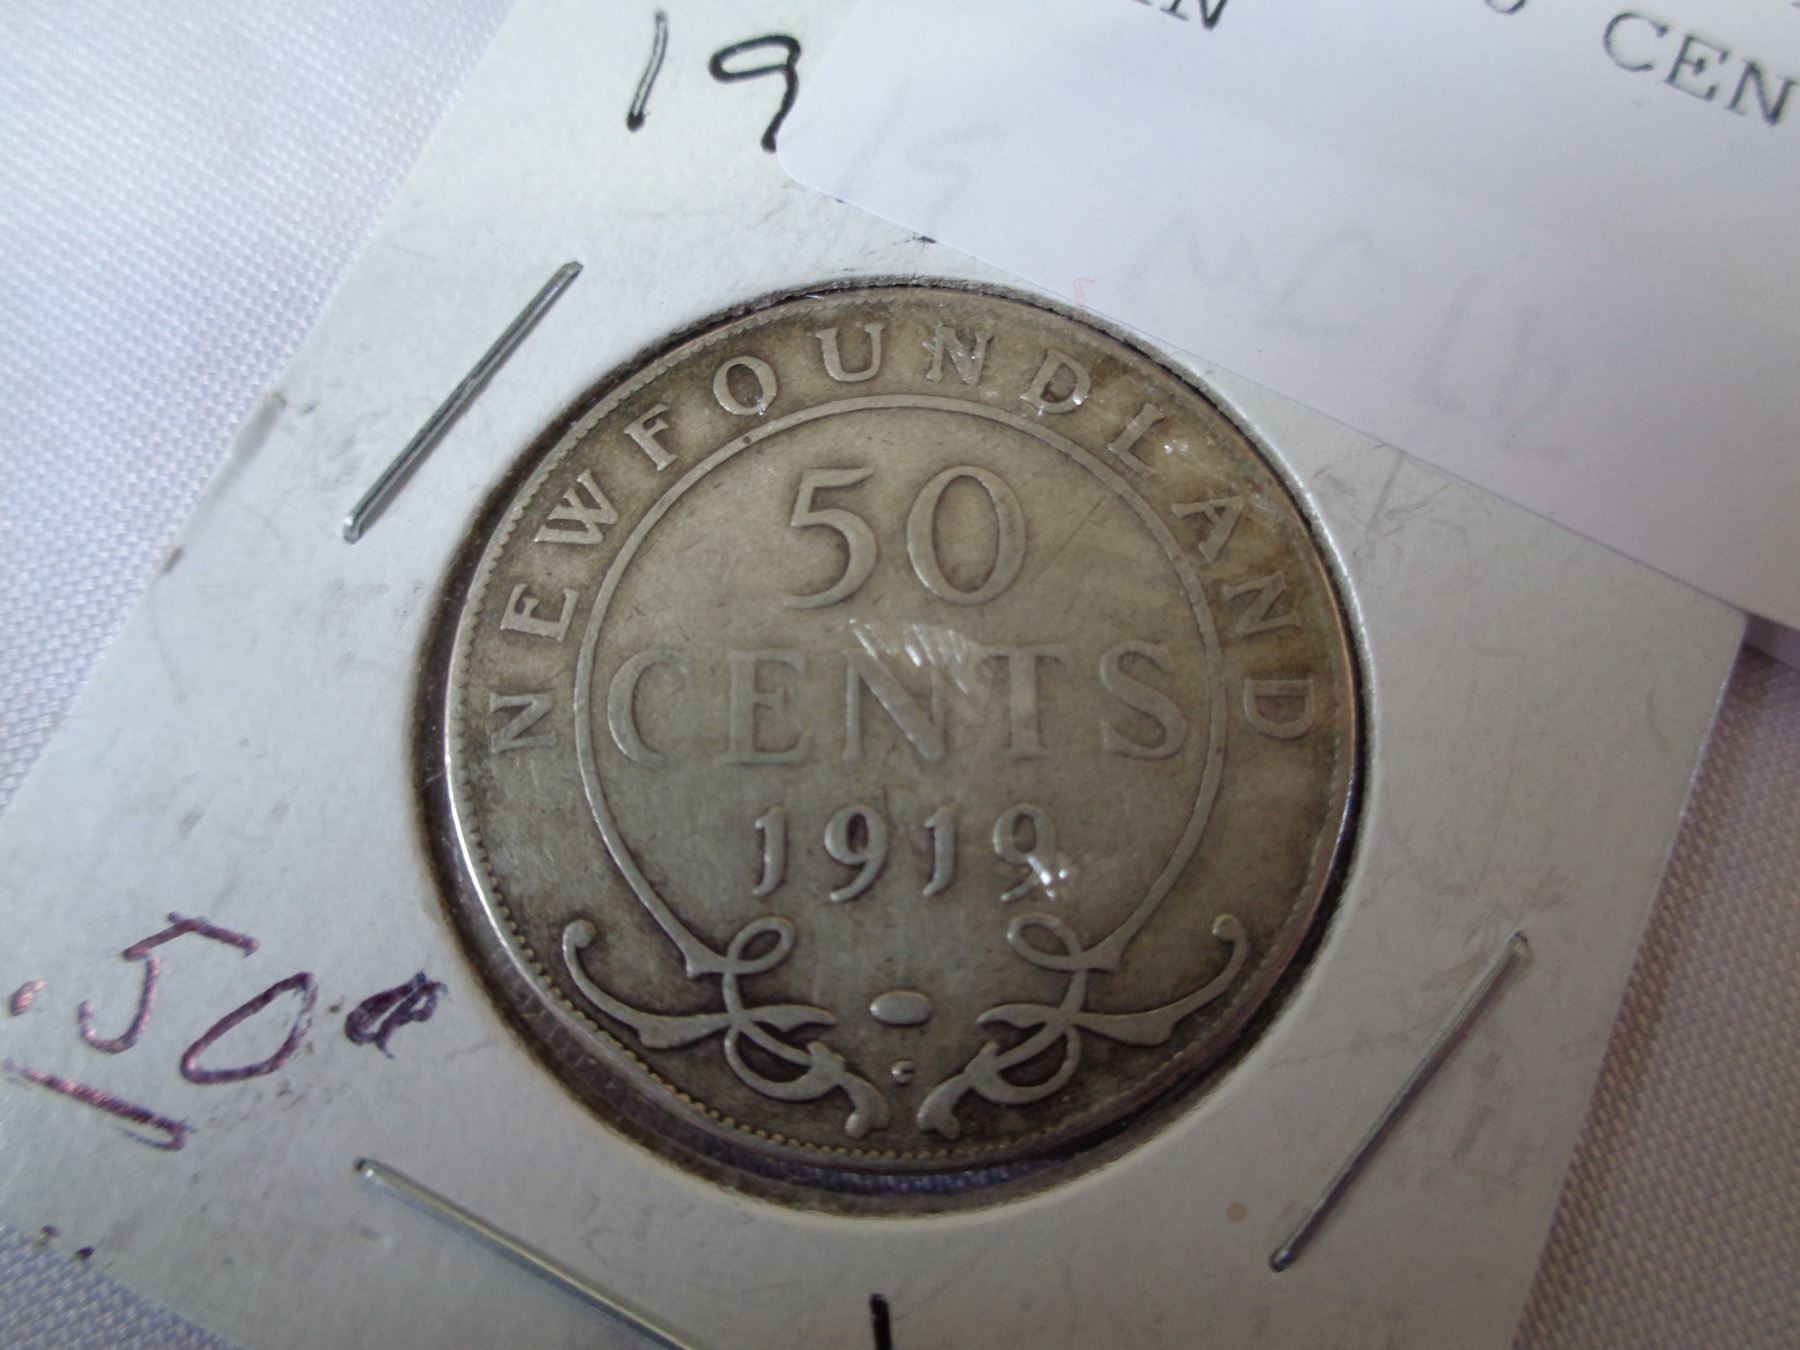 19
CEN
NEWFOUNDLAND
50
CENTS
1919
C
.50